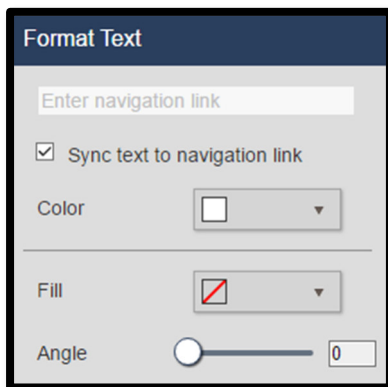 Format Text
Enter navigation link
Sync text to navigation link
Color
Fill
Angle 0